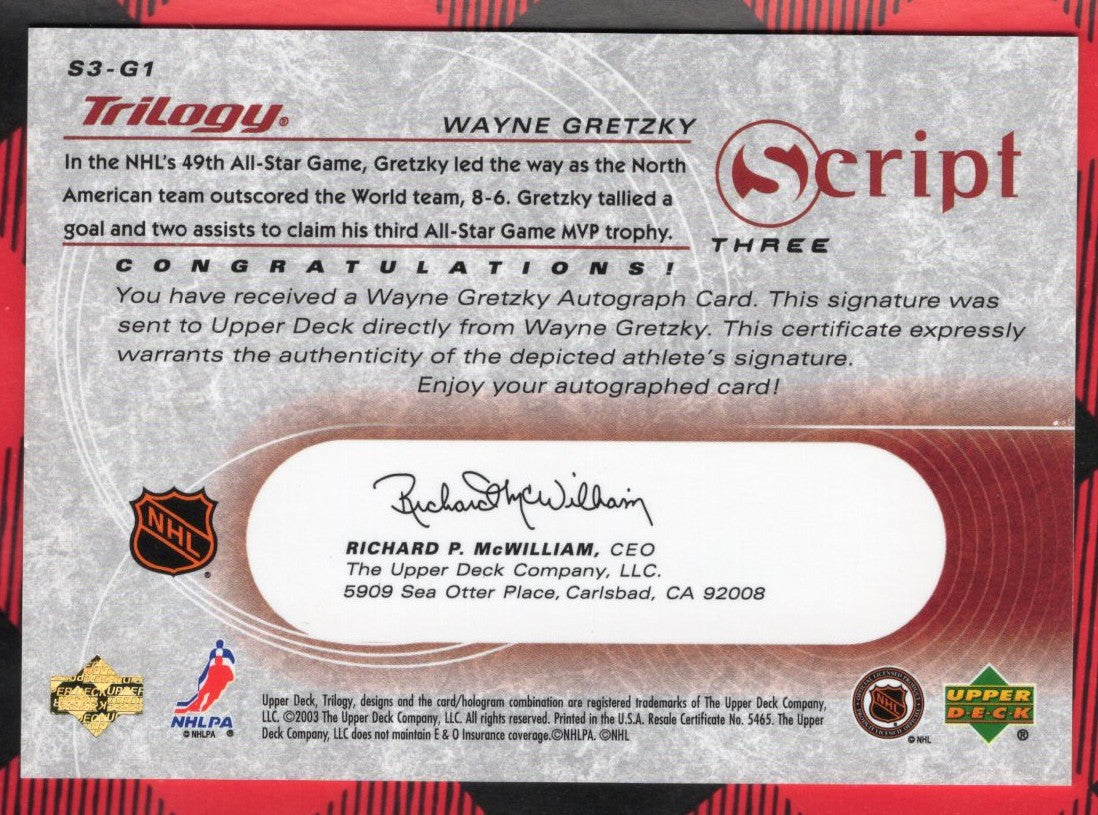 S3-G1
Trilogy®
WAYNE GRETZKY
Script
THREE
In the NHL's 49th All-Star Game, Gretzky led the way as the North
American team outscored the World team, 8-6. Gretzky tallied a
goal and two assists to claim his third All-Star Game MVP trophy.
CONGRATULATIONS!
You have received a Wayne Gretzky Autograph Card. This signature was
sent to Upper Deck directly from Wayne Gretzky. This certificate expressly
warrants the authenticity of the depicted athlete's signature.
Enjoy your autographed card!
Richard McWilliam
RICHARD P. McWILLIAM, CEO
The Upper Deck Company, LLC.
5909 Sea Otter Place, Carlsbad, CA 92008
NHL
®
NHLPA
© NHLPA ®
Upper Deck, Trilogy, designs and the card/hologram combination are registered trademarks of The Upper Deck Company,
LLC. ©2003 The Upper Deck Company, LLC. All rights reserved. Printed in the U.S.A. Resale Certificate No. 5465. The Upper
Deck Company, LLC does not maintain E & O Insurance coverage.©NHLPA. ©NHL
NHL
© NHL
UPPER
DECK
®